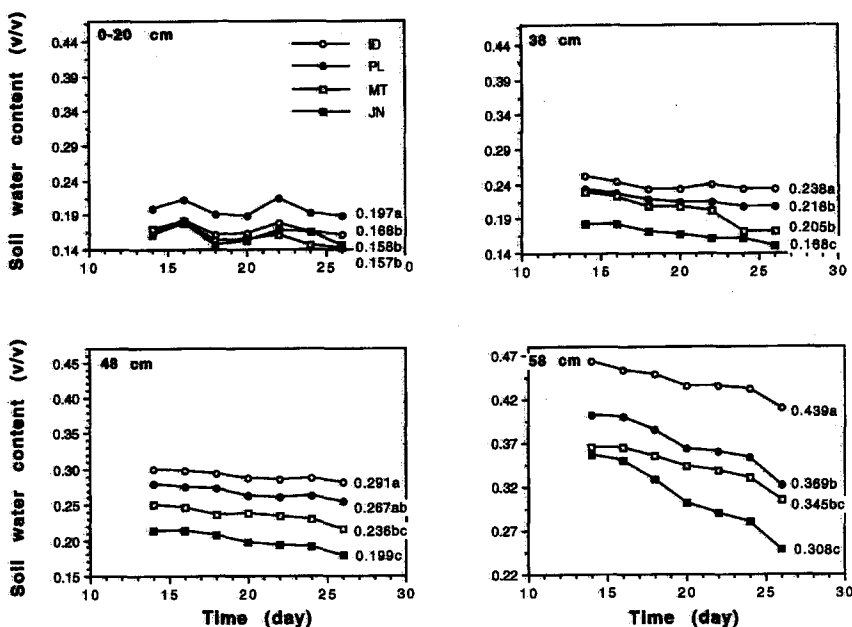 Soil water content (v/v)
0-20 cm
0.44
0.39
0.34
0.29
0.24
0.19
0.14
ID
PL
MT
JN
0.197a
0.166b
0.158b
0.157b
10
15
20
25
0
38 cm
0.44
0.39
0.34
0.29
0.24
0.19
0.14
0.238a
0.218b
0.205b
0.168c
10
15
20
25
30
Soil water content (v/v)
48 cm
0.45
0.40
0.35
0.30
0.25
0.20
0.15
0.291a
0.267ab
0.236bc
0.199c
10
15
20
25
30
Time (day)
58 cm
0.47
0.42
0.37
0.32
0.27
0.22
0.439a
0.369b
0.345bc
0.308c
10
15
20
25
30
Time (day)